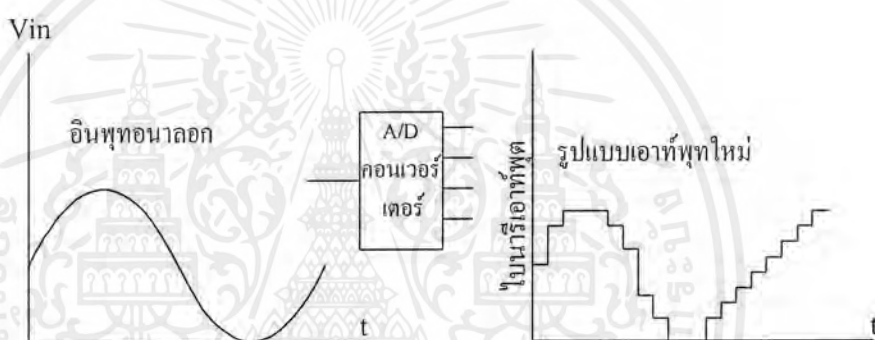 Vin
อินพุทอนาลอก
A/D
คอนเวอร์
เตอร์
t
ไบนารีเอาท์พุต
รูปแบบเอาท์พุทใหม่
t